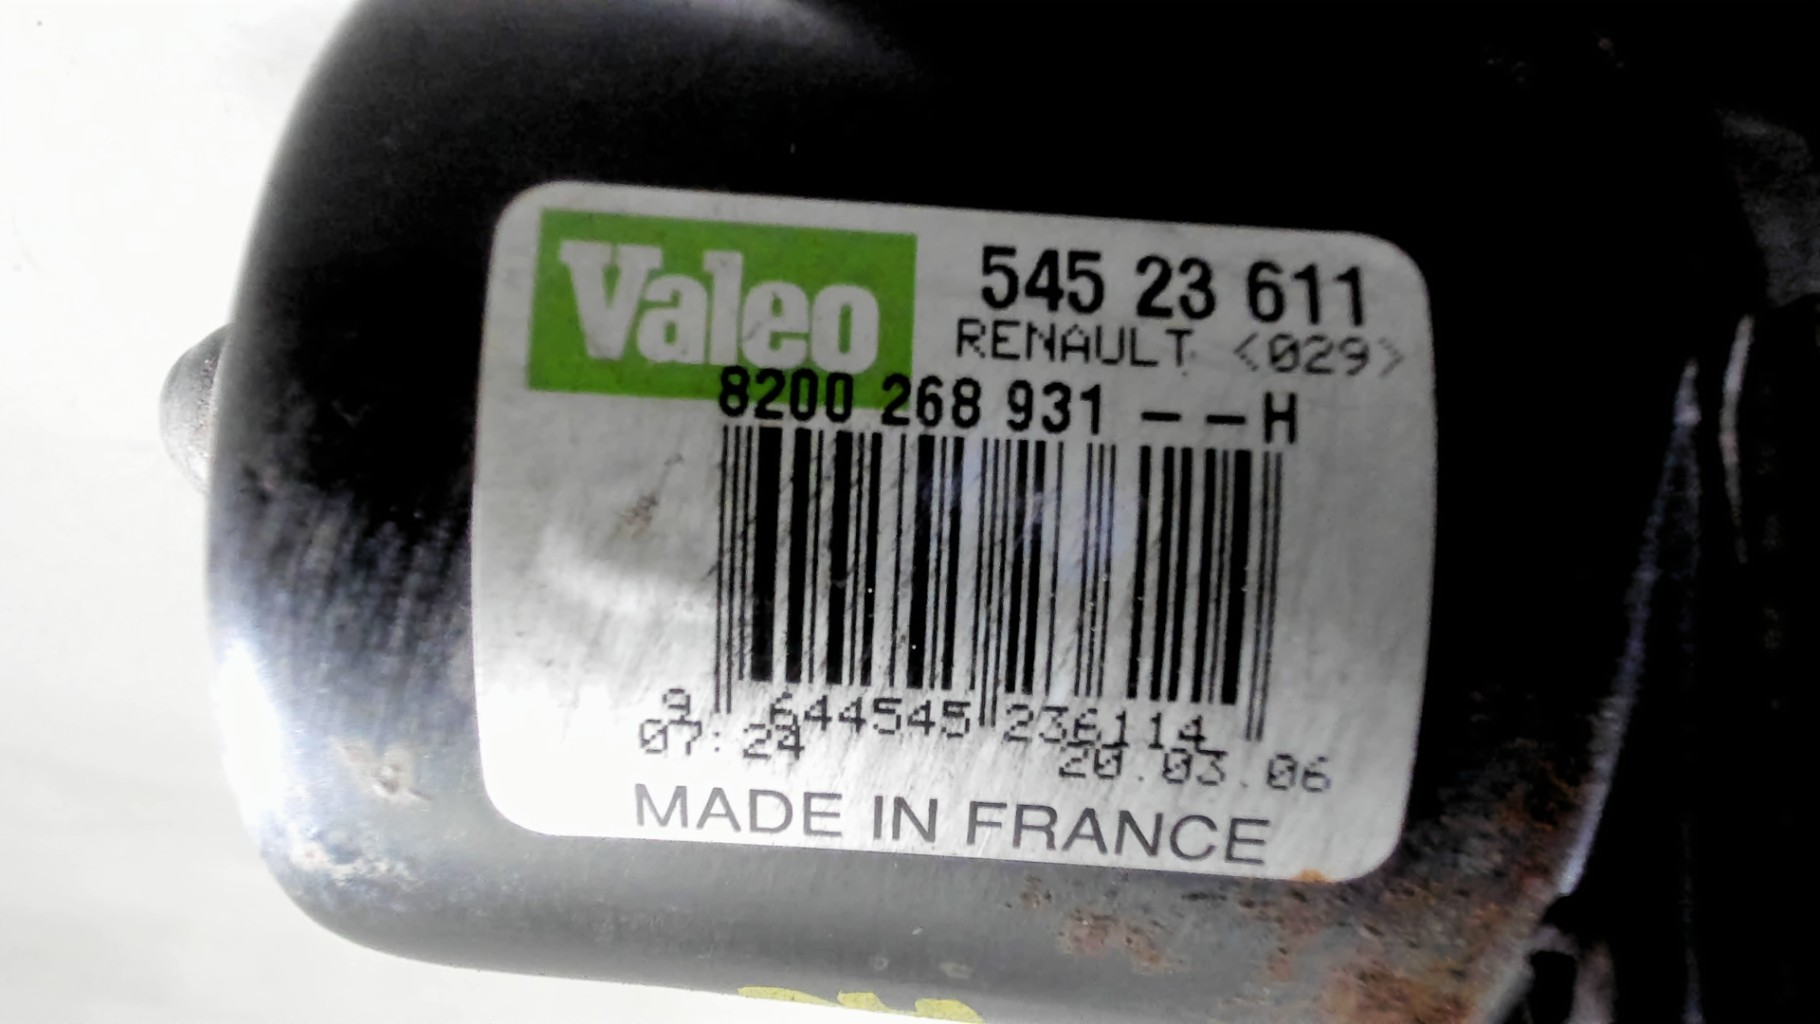 Valeo
545 23 611
RENAULT <029>
8200 268 931 --H
9 644545 236114
07:24 20.03.06
MADE IN FRANCE